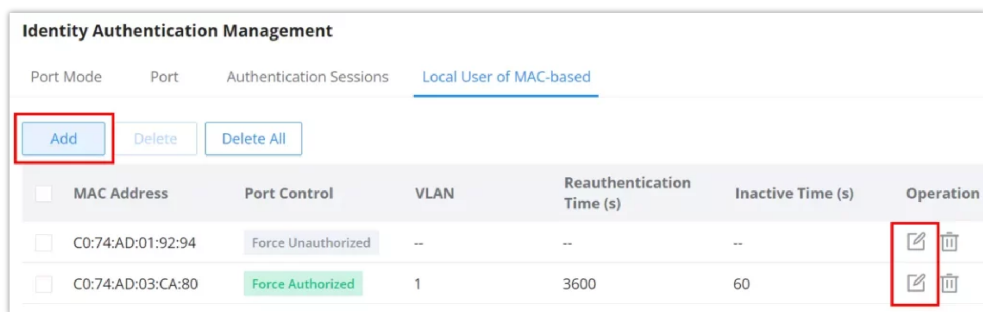 Identity Authentication Management
Port Mode Port Authentication Sessions Local User of MAC-based
Add Delete Delete All
MAC Address Port Control VLAN Reauthentication Time (s) Inactive Time (s) Operation
C0:74:AD:01:92:94 Force Unauthorized -- -- --
C0:74:AD:03:CA:80 Force Authorized 1 3600 60